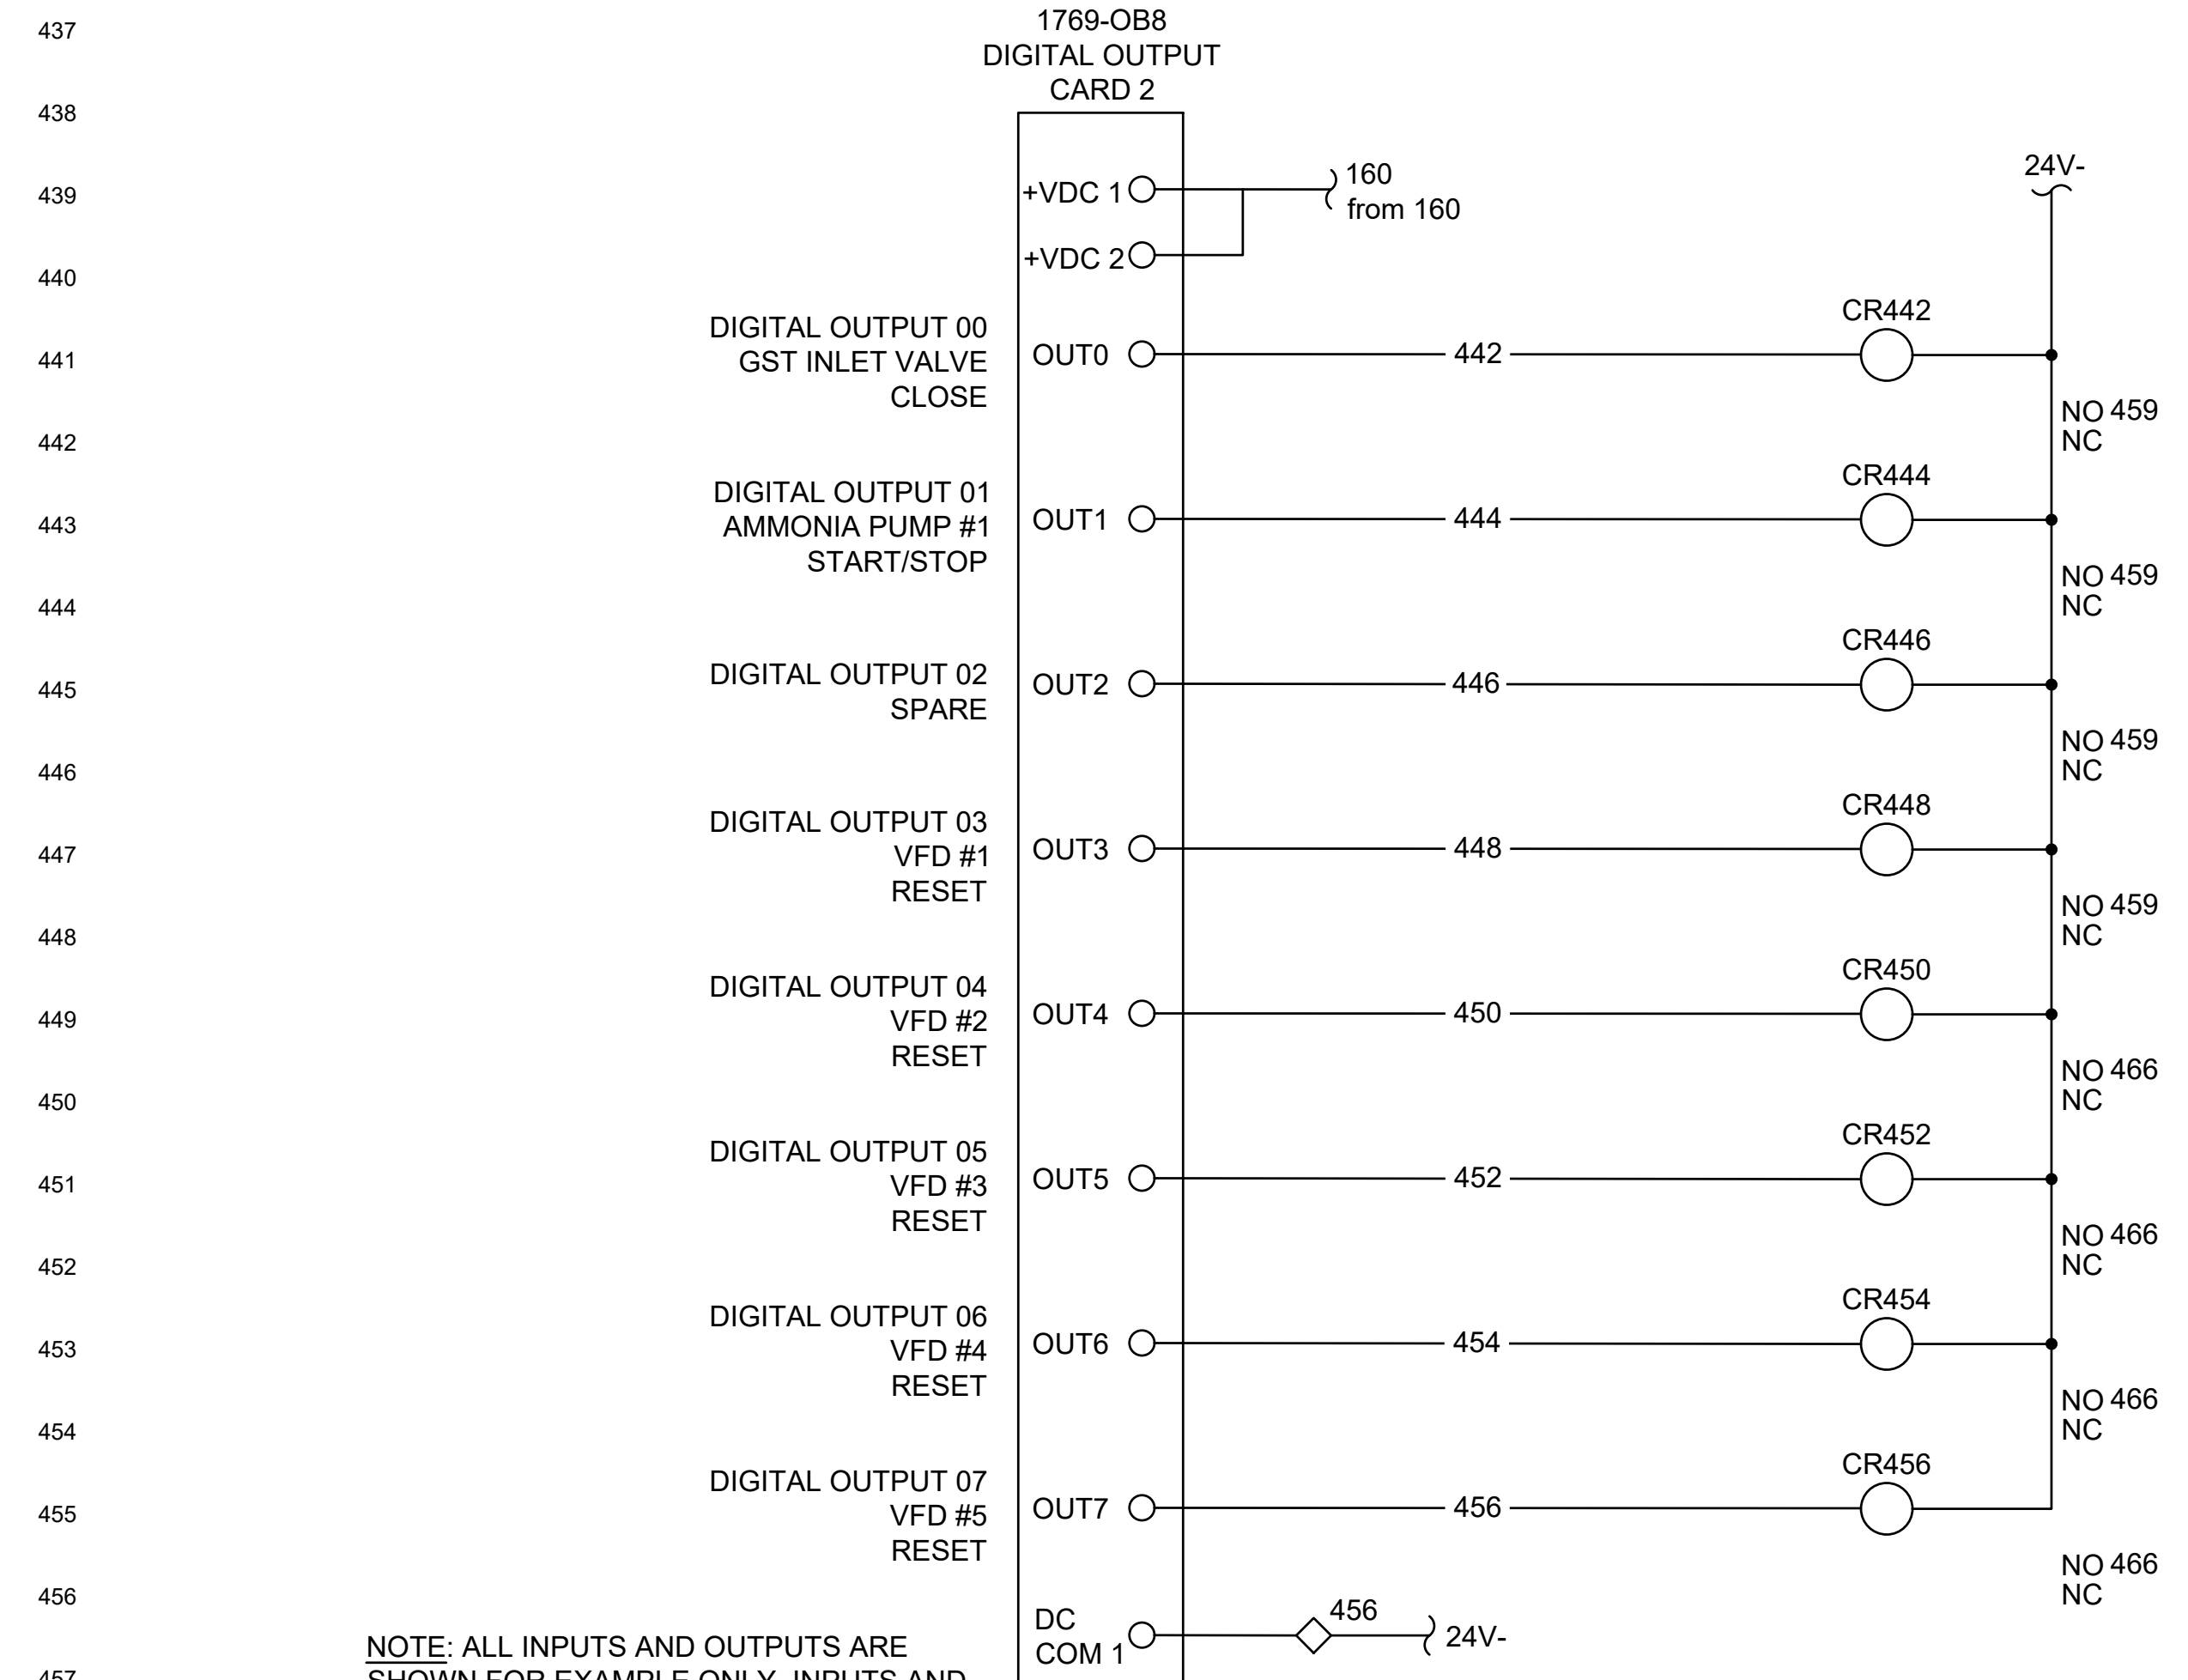 437
1769-OB8
DIGITAL OUTPUT
CARD 2
438
24V-
439
+VDC 1
160
from 160
+VDC 2
440
CR442
DIGITAL OUTPUT 00
GST INLET VALVE
CLOSE
441
OUT0
442
NO 459
NC
442
CR444
DIGITAL OUTPUT 01
AMMONIA PUMP #1
START/STOP
443
OUT1
444
NO 459
NC
444
CR446
DIGITAL OUTPUT 02
SPARE
445
OUT2
446
NO 459
NC
446
CR448
DIGITAL OUTPUT 03
VFD #1
RESET
447
OUT3
448
NO 459
NC
448
CR450
DIGITAL OUTPUT 04
VFD #2
RESET
449
OUT4
450
NO 466
NC
450
CR452
DIGITAL OUTPUT 05
VFD #3
RESET
451
OUT5
452
NO 466
NC
452
CR454
DIGITAL OUTPUT 06
VFD #4
RESET
453
OUT6
454
NO 466
NC
454
CR456
DIGITAL OUTPUT 07
VFD #5
RESET
455
OUT7
456
NO 466
NC
456
DC
COM 1
456
24V-
NOTE: ALL INPUTS AND OUTPUTS ARE
457
SHOWN FOR EXAMPLE ONLY. INPUTS AND